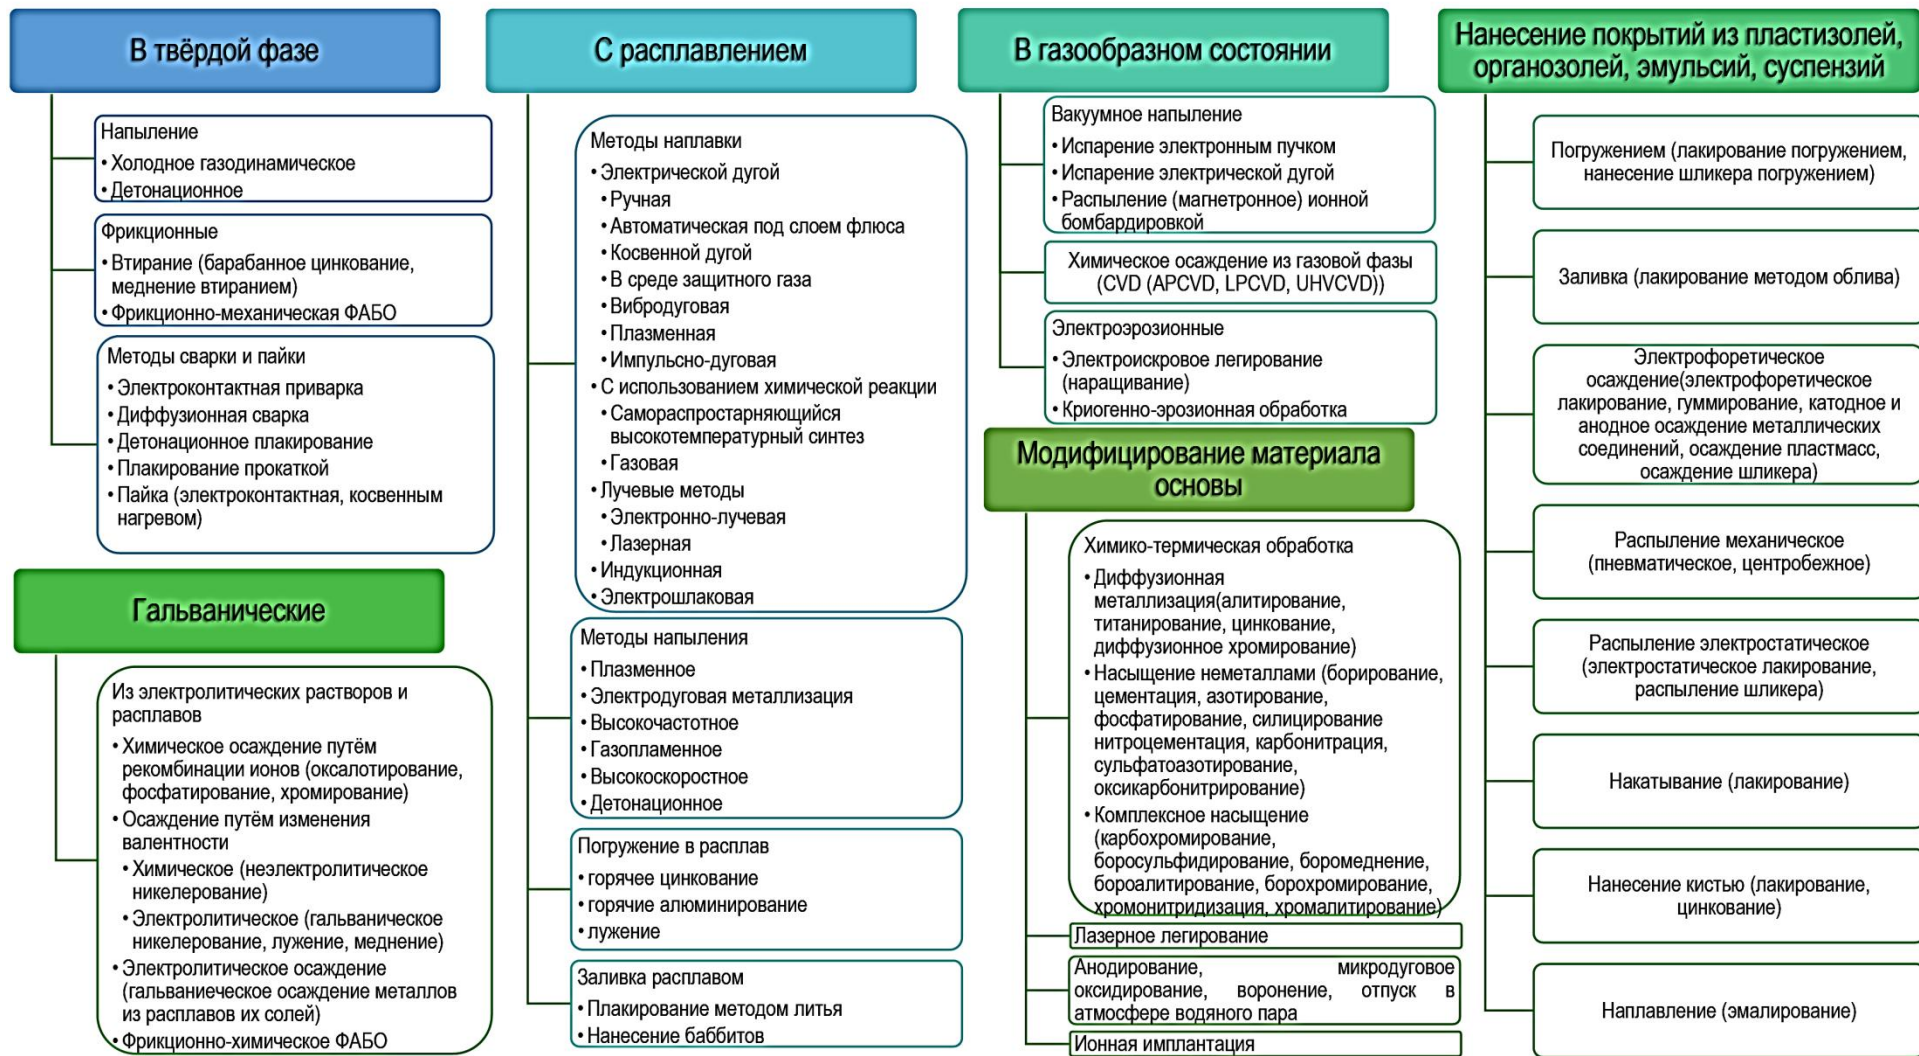 В твёрдой фазе
Напыление
• Холодное газодинамическое
• Детонационное
Фрикционные
• Втирание (барабанное цинкование,
меднение втиранием)
• Фрикционно-механическая ФАБО
Методы сварки и пайки
• Электроконтактная приварка
• Диффузионная сварка
• Детонационное плакирование
• Плакирование прокаткой
• Пайка (электроконтактная, косвенным
нагревом)
Гальванические
Из электролитических растворов и
расплавов
• Химическое осаждение путём
рекомбинации ионов (оксалотирование,
фосфатирование, хромирование)
• Осаждение путём изменения
валентности
• Химическое (неэлектролитическое
никелерование)
• Электролитическое (гальваническое
никелерование, лужение, меднение)
• Электролитическое осаждение
(гальваниеческое осаждение металлов
из расплавов их солей)
• Фрикционно-химическое ФАБО
С расплавлением
Методы наплавки
• Электрической дугой
• Ручная
• Автоматическая под слоем флюса
• Косвенной дугой
• В среде защитного газа
• Вибродуговая
• Плазменная
• Импульсно-дуговая
• С использованием химической реакции
• Самораспростарняющийся
высокотемпературный синтез
• Газовая
• Лучевые методы
• Электронно-лучевая
• Лазерная
• Индукционная
• Электрошлаковая
Методы напыления
• Плазменное
• Электродуговая металлизация
• Высокочастотное
• Газопламенное
• Высокоскоростное
• Детонационное
Погружение в расплав
• горячее цинкование
• горячие алюминирование
• лужение
Заливка расплавом
• Плакирование методом литья
• Нанесение баббитов
В газообразном состоянии
Вакуумное напыление
• Испарение электронным пучком
• Испарение электрической дугой
• Распыление (магнетронное) ионной
бомбардировкой
Химическое осаждение из газовой фазы
(CVD (APCVD, LPCVD, UHVCVD))
Электроэрозионные
• Электроискровое легирование
(наращивание)
• Криогенно-эрозионная обработка
Модифицирование материала
основы
Химико-термическая обработка
• Диффузионная
металлизация(алитирование,
титанирование, цинкование,
диффузионное хромирование)
• Насыщение неметаллами (борирование,
цементация, азотирование,
фосфатирование, силицирование
нитроцементация, карбонитрация,
сульфатоазотирование,
оксикарбонитрирование)
• Комплексное насыщение
(карбохромирование,
боросульфидирование, боромеднение,
бороалитирование, борохромирование,
хромонитридизация, хромалитирование)
Лазерное легирование
Анодирование, микродуговое
оксидирование, воронение, отпуск в
атмосфере водяного пара
Ионная имплантация
Нанесение покрытий из пластизолей,
органозолей, эмульсий, суспензий
Погружением (лакирование погружением,
нанесение шликера погружением)
Заливка (лакирование методом облива)
Электрофоретическое
осаждение(электрофоретическое
лакирование, гуммирование, катодное и
анодное осаждение металлических
соединений, осаждение пластмасс,
осаждение шликера)
Распыление механическое
(пневматическое, центробежное)
Распыление электростатическое
(электростатическое лакирование,
распыление шликера)
Накатывание (лакирование)
Нанесение кистью (лакирование,
цинкование)
Наплавление (эмалирование)